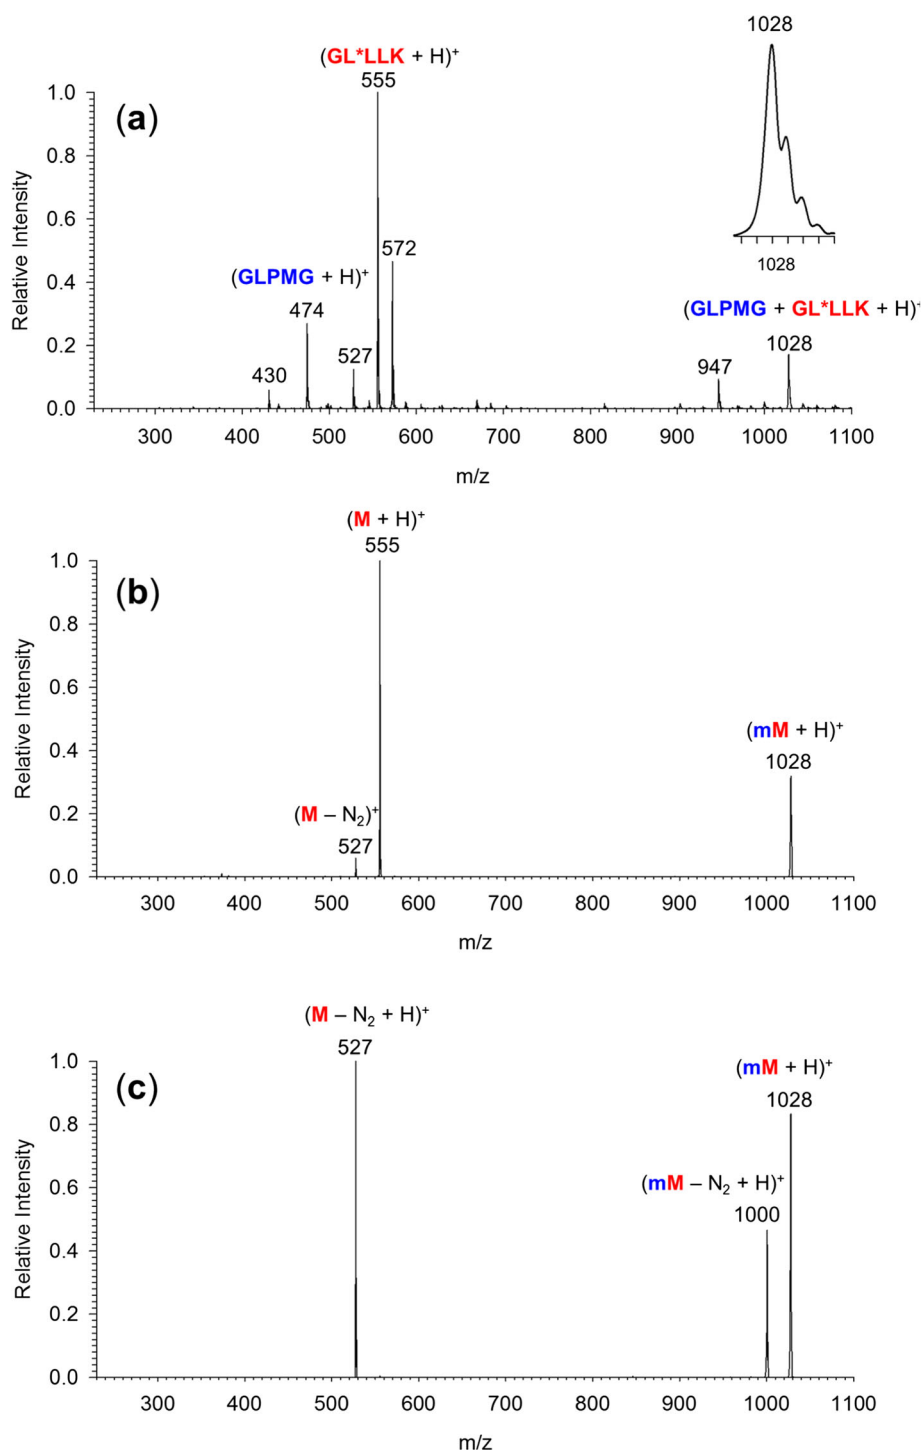 1028
(GL*LLK + H)⁺
555
1.0
(a)
0.8
0.6
572
1028
(GLPMG + H)⁺
0.4
474
(GLPMG + GL*LLK + H)⁺
0.2
527
1028
430
947
0.0
300 400 500 600 700 800 900 1000 1100
m/z
Relative Intensity
(M + H)⁺
555
1.0
(b)
0.8
0.6
(mM + H)⁺
0.4
1028
(M – N₂)⁺
0.2
527
0.0
300 400 500 600 700 800 900 1000 1100
m/z
Relative Intensity
(M – N₂ + H)⁺
527
1.0
(mM + H)⁺
(c)
1028
0.8
(mM – N₂ + H)⁺
0.6
1000
0.4
0.2
0.0
300 400 500 600 700 800 900 1000 1100
m/z
Relative Intensity